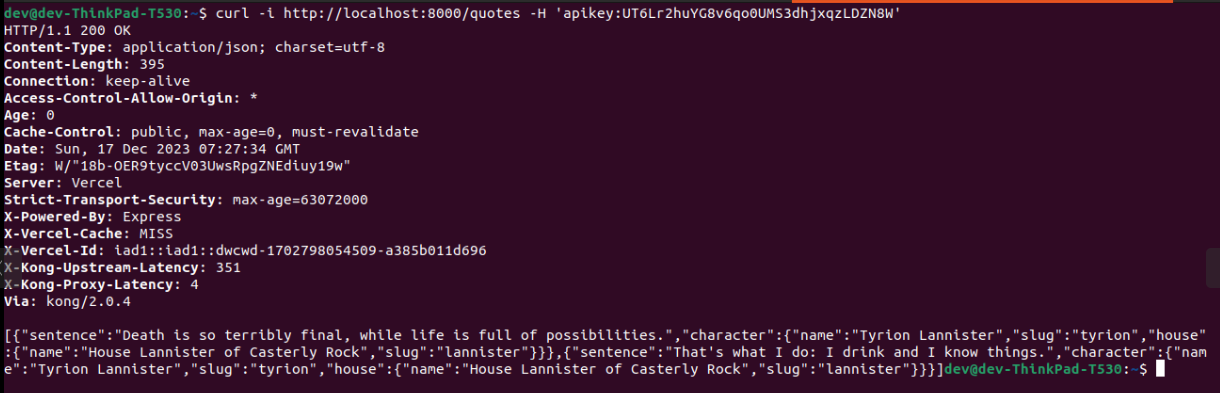 dev@dev-ThinkPad-T530:~$ curl -i http://localhost:8000/quotes -H 'apikey:UT6Lr2huYG8v6qo0UMS3dhjxqzLDZN8W'
HTTP/1.1 200 OK
Content-Type: application/json; charset=utf-8
Content-Length: 395
Connection: keep-alive
Access-Control-Allow-Origin: *
Age: 0
Cache-Control: public, max-age=0, must-revalidate
Date: Sun, 17 Dec 2023 07:27:34 GMT
Etag: W/"18b-OER9tyccV03UwsRpgZNEdiuy19w"
Server: Vercel
Strict-Transport-Security: max-age=63072000
X-Powered-By: Express
X-Vercel-Cache: MISS
X-Vercel-Id: iad1::iad1::dwcwd-1702798054509-a385b011d696
X-Kong-Upstream-Latency: 351
X-Kong-Proxy-Latency: 4
Via: kong/2.0.4
[{"sentence":"Death is so terribly final, while life is full of possibilities.","character":{"name":"Tyrion Lannister","slug":"tyrion","house"
:{"name":"House Lannister of Casterly Rock","slug":"lannister"}}},{"sentence":"That's what I do: I drink and I know things.","character":{"nam
e":"Tyrion Lannister","slug":"tyrion","house":{"name":"House Lannister of Casterly Rock","slug":"lannister"}}}]dev@dev-ThinkPad-T530:~$